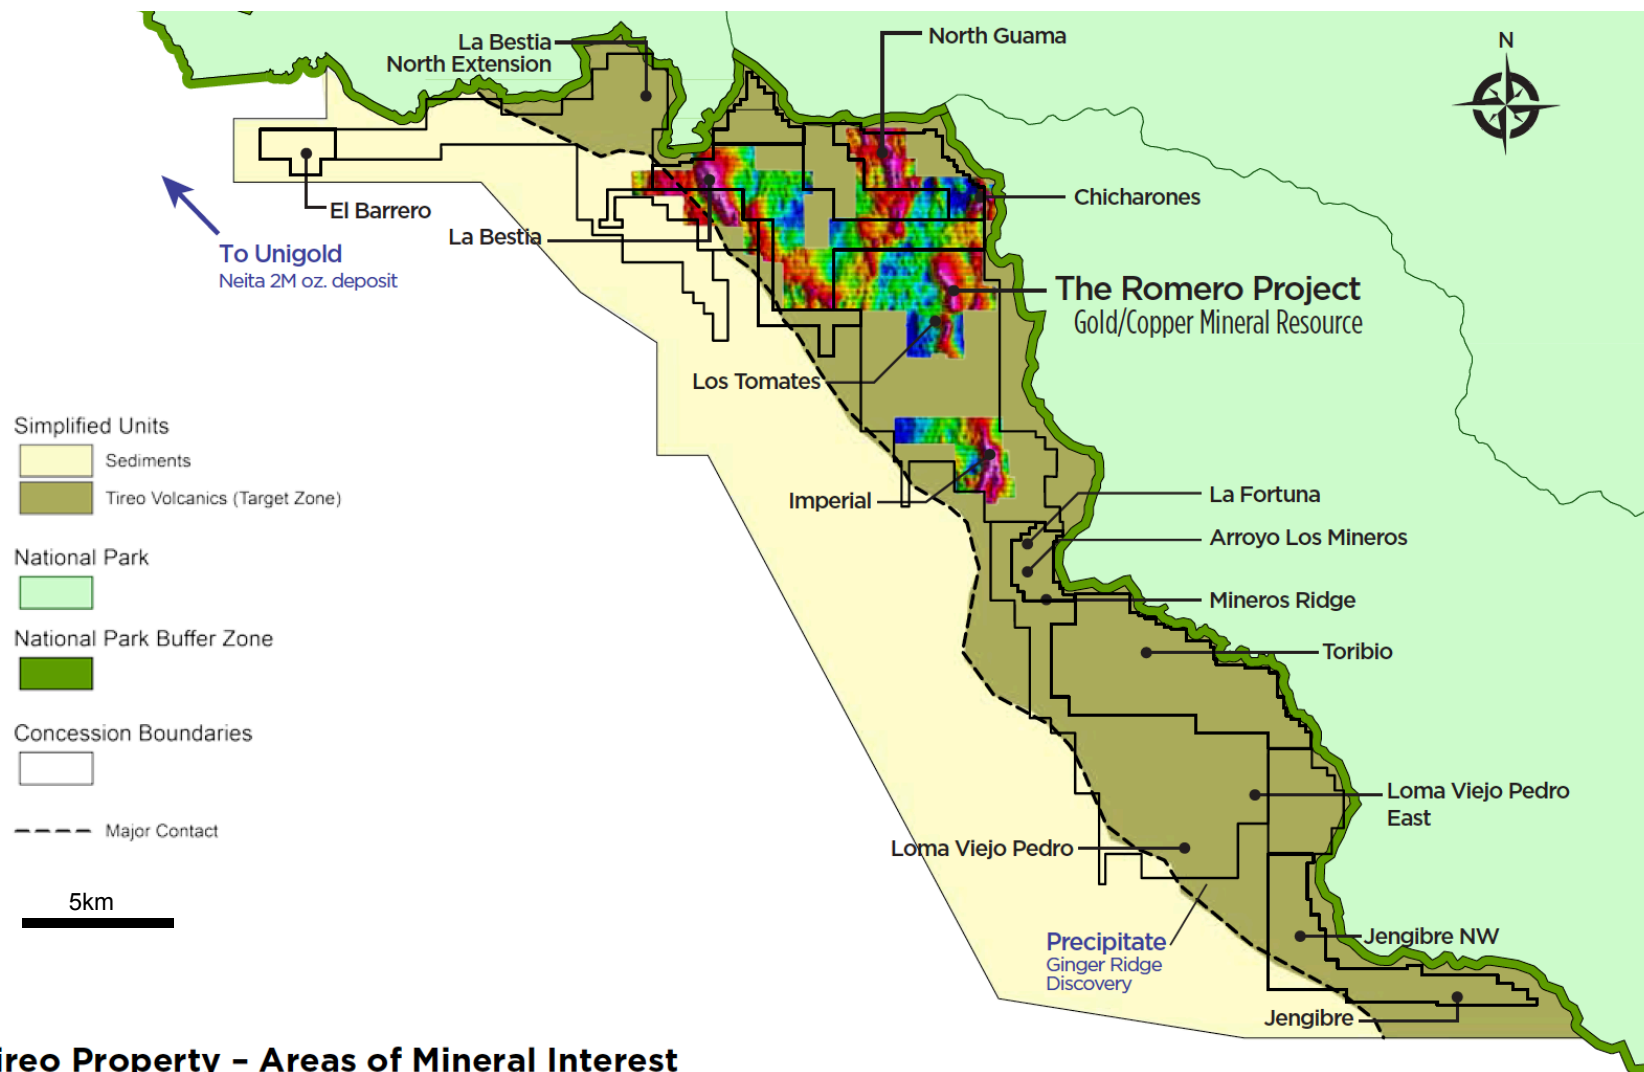 La Bestia
North Extension
North Guama
N
Chicharones
El Barrero
La Bestia
To Unigold
Neita 2M oz. deposit
The Romero Project
Gold/Copper Mineral Resource
Los Tomates
Simplified Units
Sediments
Tireo Volcanics (Target Zone)
Imperial
La Fortuna
Arroyo Los Mineros
National Park
Mineros Ridge
National Park Buffer Zone
Toribio
Concession Boundaries
Loma Viejo Pedro
East
Major Contact
Loma Viejo Pedro
5km
Precipitate
Ginger Ridge
Discovery
Jengibre NW
Jengibre
ireo Property – Areas of Mineral Interest